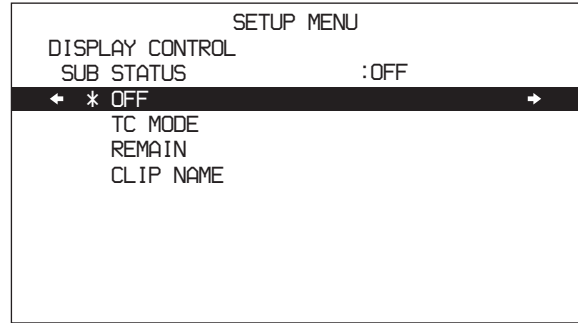 SETUP MENU
DISPLAY CONTROL
SUB STATUS :OFF
← * OFF →
TC MODE
REMAIN
CLIP NAME